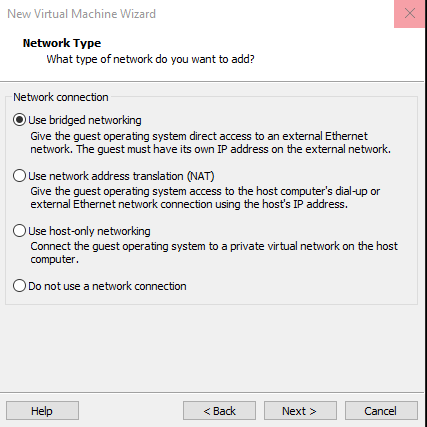 New Virtual Machine Wizard
Network Type
What type of network do you want to add?
Network connection
Use bridged networking
Give the guest operating system direct access to an external Ethernet
network. The guest must have its own IP address on the external network.
Use network address translation (NAT)
Give the guest operating system access to the host computer's dial-up or
external Ethernet network connection using the host's IP address.
Use host-only networking
Connect the guest operating system to a private virtual network on the host
computer.
Do not use a network connection
Help
< Back
Next >
Cancel